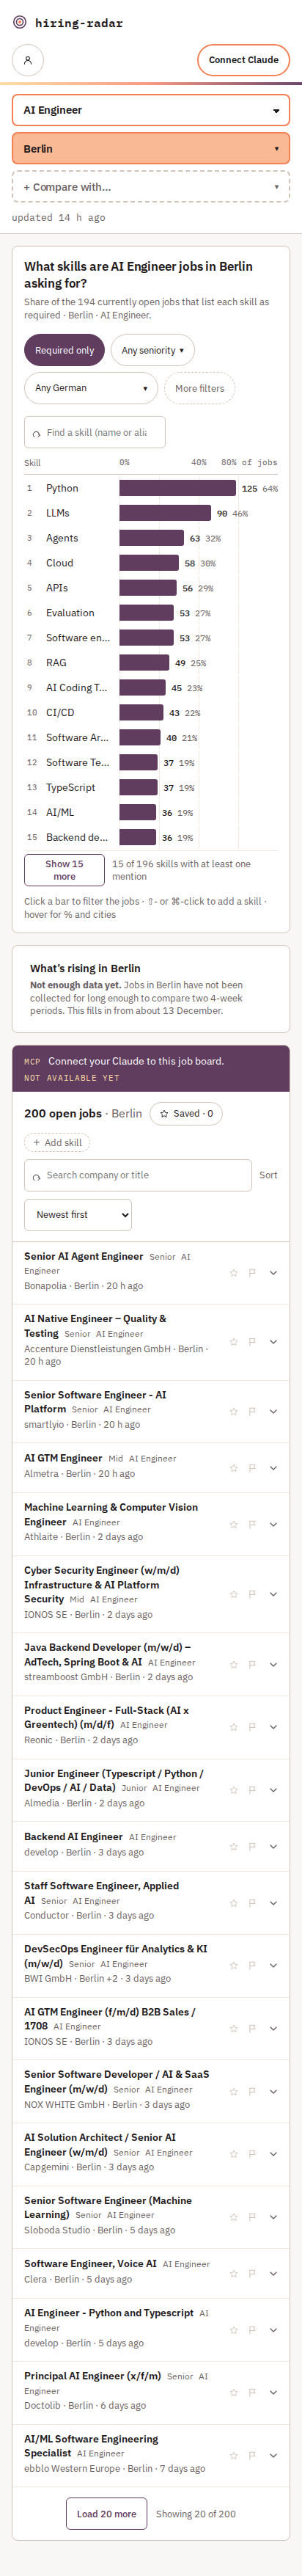 hiring-radar
Connect Claude
AI Engineer
Berlin
+ Compare with...
updated 14 h ago
What skills are AI Engineer jobs in Berlin
asking for?
Share of the 194 currently open jobs that list each skill as
required · Berlin · AI Engineer.
Required only
Any seniority
Any German
More filters
Find a skill (name or alia
Skill 0% 40% 80% of jobs
1 Python 125 64%
2 LLMs 90 46%
3 Agents 63 32%
4 Cloud 58 30%
5 APIs 56 29%
6 Evaluation 53 27%
7 Software en... 53 27%
8 RAG 49 25%
9 AI Coding T... 45 23%
10 CI/CD 43 22%
11 Software Ar... 40 21%
12 Software Te... 37 19%
13 TypeScript 37 19%
14 AI/ML 36 19%
15 Backend de... 36 19%
Show 15
more
15 of 196 skills with at least one
mention
Click a bar to filter the jobs · ⇧- or ⌘-click to add a skill ·
hover for % and cities
What's rising in Berlin
Not enough data yet. Jobs in Berlin have not been
collected for long enough to compare two 4-week
periods. This fills in from about 13 December.
MCP Connect your Claude to this job board.
NOT AVAILABLE YET
200 open jobs · Berlin
Saved · 0
+ Add skill
Search company or title
Sort
Newest first
Senior AI Agent Engineer Senior AI
Engineer
Bonapolia · Berlin · 20 h ago
AI Native Engineer – Quality &
Testing Senior AI Engineer
Accenture Dienstleistungen GmbH · Berlin ·
20 h ago
Senior Software Engineer - AI
Platform Senior AI Engineer
smartlyio · Berlin · 20 h ago
AI GTM Engineer Mid AI Engineer
Almetra · Berlin · 20 h ago
Machine Learning & Computer Vision
Engineer AI Engineer
Athlaite · Berlin · 2 days ago
Cyber Security Engineer (w/m/d)
Infrastructure & AI Platform
Security Mid AI Engineer
IONOS SE · Berlin · 2 days ago
Java Backend Developer (m/w/d) –
AdTech, Spring Boot & AI AI Engineer
streamboost GmbH · Berlin · 2 days ago
Product Engineer - Full-Stack (AI x
Greentech) (m/d/f) AI Engineer
Reonic · Berlin · 2 days ago
Junior Engineer (Typescript / Python /
DevOps / AI / Data) Junior AI Engineer
Almedia · Berlin · 2 days ago
Backend AI Engineer AI Engineer
develop · Berlin · 3 days ago
Staff Software Engineer, Applied
AI Senior AI Engineer
Conductor · Berlin · 3 days ago
DevSecOps Engineer für Analytics & KI
(m/w/d) Senior AI Engineer
BWI GmbH · Berlin +2 · 3 days ago
AI GTM Engineer (f/m/d) B2B Sales /
1708 AI Engineer
IONOS SE · Berlin · 3 days ago
Senior Software Developer / AI & SaaS
Engineer (m/w/d) Senior AI Engineer
NOX WHITE GmbH · Berlin · 3 days ago
AI Solution Architect / Senior AI
Engineer (w/m/d) Senior AI Engineer
Capgemini · Berlin · 3 days ago
Senior Software Engineer (Machine
Learning) Senior AI Engineer
Sloboda Studio · Berlin · 5 days ago
Software Engineer, Voice AI AI Engineer
Clera · Berlin · 5 days ago
AI Engineer - Python and Typescript AI
Engineer
develop · Berlin · 5 days ago
Principal AI Engineer (x/f/m) Senior AI
Engineer
Doctolib · Berlin · 6 days ago
AI/ML Software Engineering
Specialist AI Engineer
ebblo Western Europe · Berlin · 7 days ago
Load 20 more
Showing 20 of 200